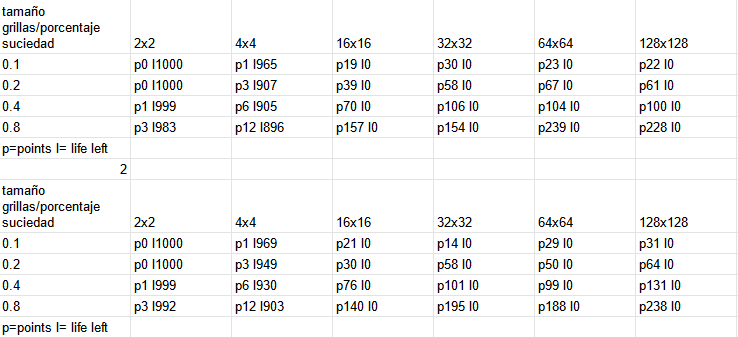 tamaño
grillas/porcentaje
suciedad 2x2 4x4 16x16 32x32 64x64 128x128
0.1 p0 l1000 p1 l965 p19 l0 p30 l0 p23 l0 p22 l0
0.2 p0 l1000 p3 l907 p39 l0 p58 l0 p67 l0 p61 l0
0.4 p1 l999 p6 l905 p70 l0 p106 l0 p104 l0 p100 l0
0.8 p3 l983 p12 l896 p157 l0 p154 l0 p239 l0 p228 l0
p=points l= life left
2
tamaño
grillas/porcentaje
suciedad 2x2 4x4 16x16 32x32 64x64 128x128
0.1 p0 l1000 p1 l969 p21 l0 p14 l0 p29 l0 p31 l0
0.2 p0 l1000 p3 l949 p30 l0 p58 l0 p50 l0 p64 l0
0.4 p1 l999 p6 l930 p76 l0 p101 l0 p99 l0 p131 l0
0.8 p3 l992 p12 l903 p140 l0 p195 l0 p188 l0 p238 l0
p=points l= life left